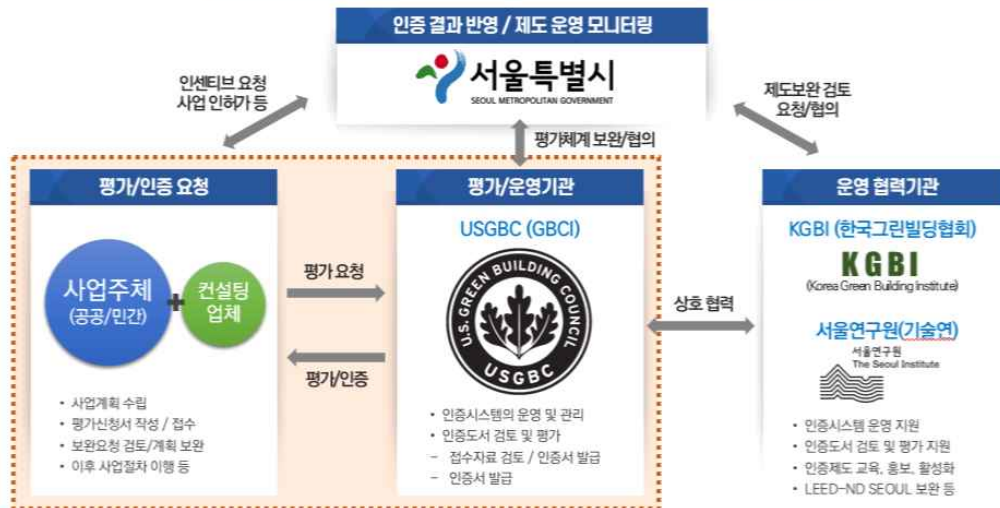 인증 결과 반영 / 제도 운영 모니터링
서울특별시
SEOUL METROPOLITAN GOVERNMENT
인센티브 요청
사업 인허가 등
제도보완 검토
요청/협의
평가체계 보완/협의
평가/인증 요청
사업주체
(공공/민간)
+
컨설팅
업체
• 사업계획 수립
• 평가신청서 작성 / 접수
• 보완요청 검토/계획 보완
• 이후 사업절차 이행 등
평가 요청
평가/인증
평가/운영기관
USGBC (GBCI)
U.S. GREEN BUILDING COUNCIL
USGBC
• 인증시스템의 운영 및 관리
• 인증도서 검토 및 평가
– 접수자료 검토 / 인증서 발급
– 인증서 발급
상호 협력
운영 협력기관
KGBI (한국그린빌딩협회)
KGBI
(Korea Green Building Institute)
서울연구원(기술연)
서울연구원
The Seoul Institute
• 인증시스템 운영 지원
• 인증도서 검토 및 평가 지원
• 인증제도 교육, 홍보, 활성화
• LEED-ND SEOUL 보완 등